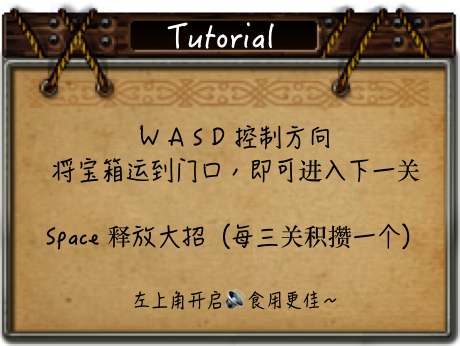 Tutorial
W A S D 控制方向
将宝箱运到门口，即可进入下一关
Space 释放大招（每三关积攒一个）
左上角开启🔊食用更佳～